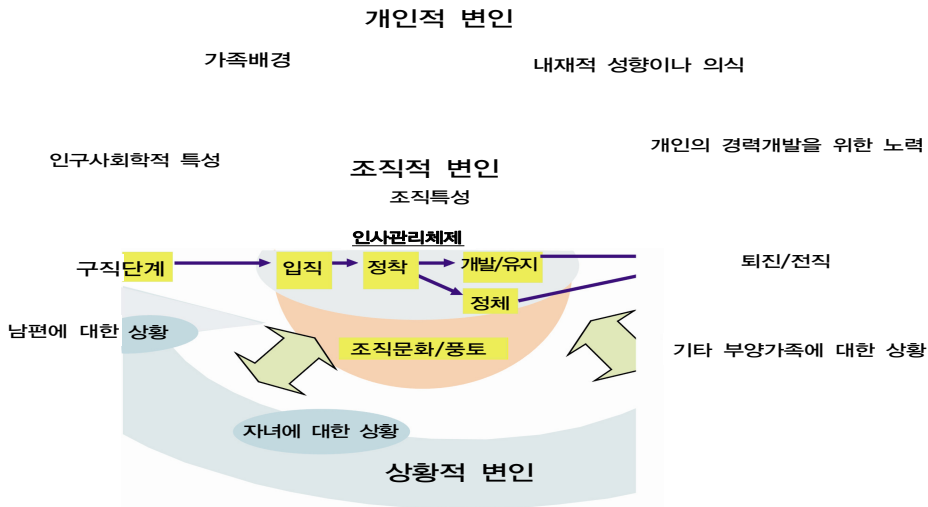 개인적 변인
가족배경
내재적 성향이나 의식
인구사회학적 특성
개인의 경력개발을 위한 노력
조직적 변인
조직특성
인사관리체제
구직단계
입직
정착
개발/유지
퇴진/전직
정체
남편에 대한 상황
조직문화/풍토
기타 부양가족에 대한 상황
자녀에 대한 상황
상황적 변인